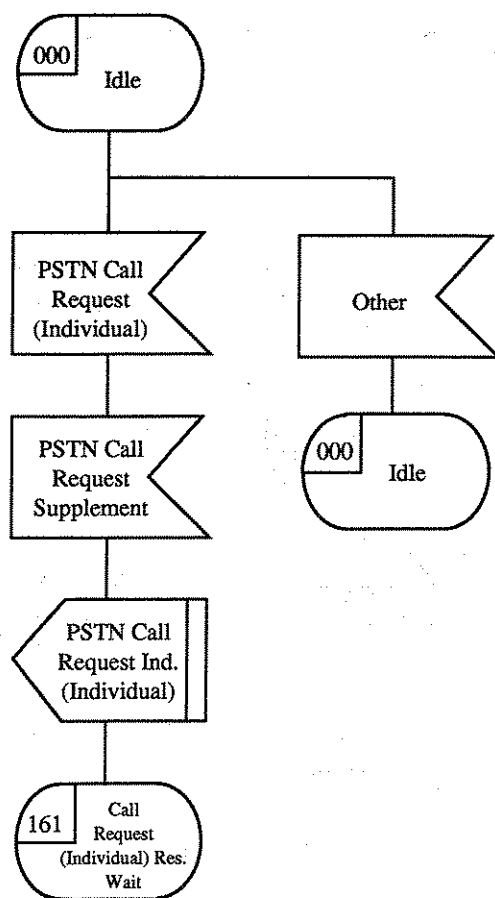 000
Idle
PSTN Call
Request
(Individual)
Other
PSTN Call
Request
Supplement
000
Idle
PSTN Call
Request Ind.
(Individual)
161
Call
Request
(Individual) Res.
Wait